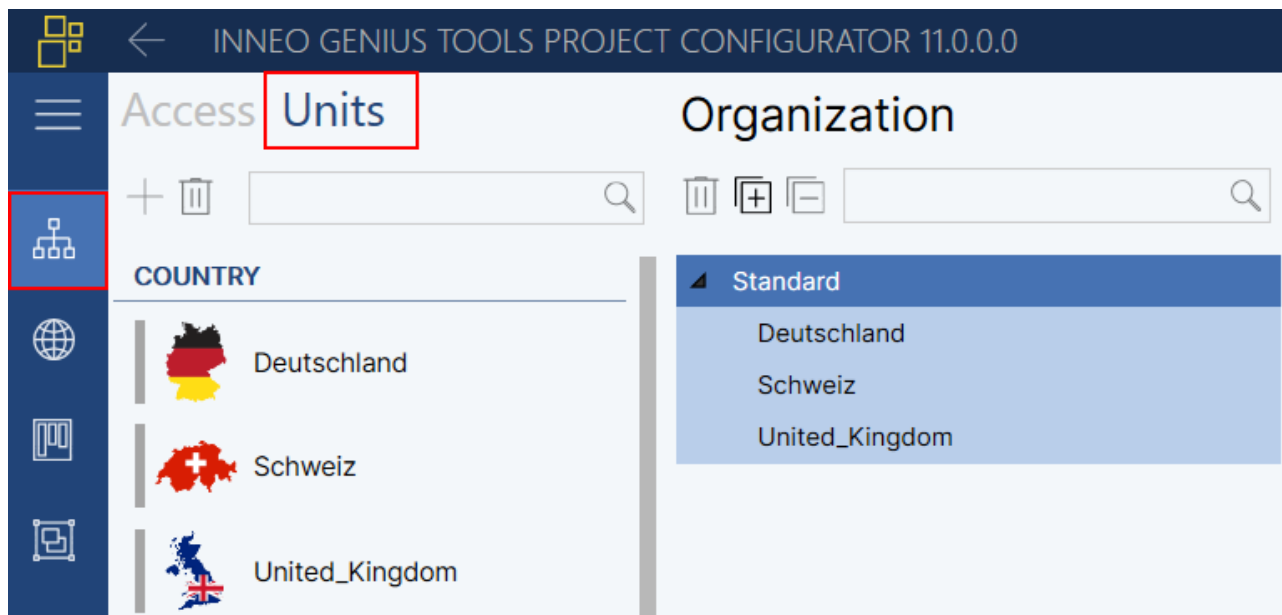 INNEO GENIUS TOOLS PROJECT CONFIGURATOR 11.0.0.0
Access Units
COUNTRY
Deutschland
Schweiz
United_Kingdom
Organization
Standard
Deutschland
Schweiz
United_Kingdom